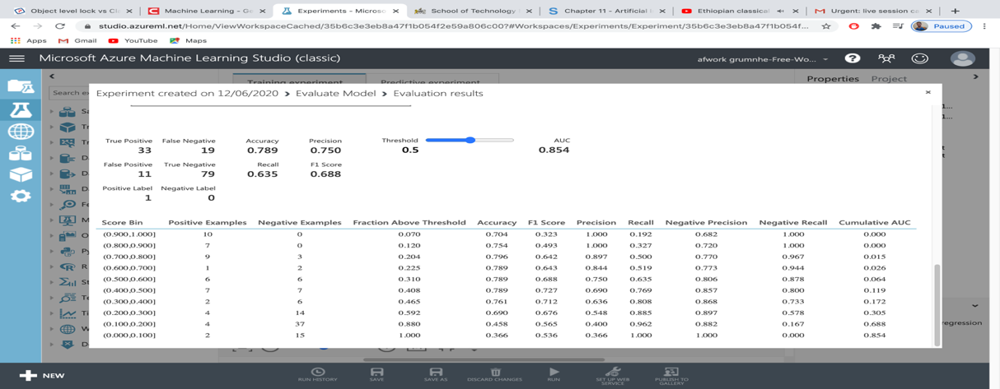 Object level lock vs Cl
Machine Learning - Ge
Experiments - Microso
School of Technology
Chapter 11 - Artificial I
Ethiopian classical
Urgent: live session ca
studio.azureml.net/Home/ViewWorkspaceCached/35b6c3e3eb8a47f1b054f2e59a806c00?#Workspaces/Experiments/Experiment/35b6c3e3eb8a47f1b054f...
Paused
Apps Gmail YouTube Maps
Microsoft Azure Machine Learning Studio (classic)
afwork grumnhe-Free-Wo...
Training experiment Predictive experiment
Properties Project
Search ex
Experiment created on 12/06/2020 > Evaluate Model > Evaluation results
True Positive False Negative Accuracy Precision Threshold AUC
33 19 0.789 0.750 0.5 0.854
False Positive True Negative Recall F1 Score
11 79 0.635 0.688
Positive Label Negative Label
1 0
Score Bin Positive Examples Negative Examples Fraction Above Threshold Accuracy F1 Score Precision Recall Negative Precision Negative Recall Cumulative AUC
(0.900,1.000] 10 0 0.070 0.704 0.323 1.000 0.192 0.682 1.000 0.000
(0.800,0.900] 7 0 0.120 0.754 0.493 1.000 0.327 0.720 1.000 0.000
(0.700,0.800] 9 3 0.204 0.796 0.642 0.897 0.500 0.770 0.967 0.015
(0.600,0.700] 1 2 0.225 0.789 0.643 0.844 0.519 0.773 0.944 0.026
(0.500,0.600] 6 6 0.310 0.789 0.688 0.750 0.635 0.806 0.878 0.064
(0.400,0.500] 7 7 0.408 0.789 0.727 0.690 0.769 0.857 0.800 0.119
(0.300,0.400] 2 6 0.465 0.761 0.712 0.636 0.808 0.868 0.733 0.172
(0.200,0.300] 4 14 0.592 0.690 0.676 0.548 0.885 0.897 0.578 0.305
(0.100,0.200] 4 37 0.880 0.458 0.565 0.400 0.962 0.882 0.167 0.688
(0.000,0.100] 2 15 1.000 0.366 0.536 0.366 1.000 1.000 0.000 0.854
regression
NEW
RUN HISTORY SAVE SAVE AS DISCARD CHANGES RUN SET UP WEB SERVICE PUBLISH TO GALLERY